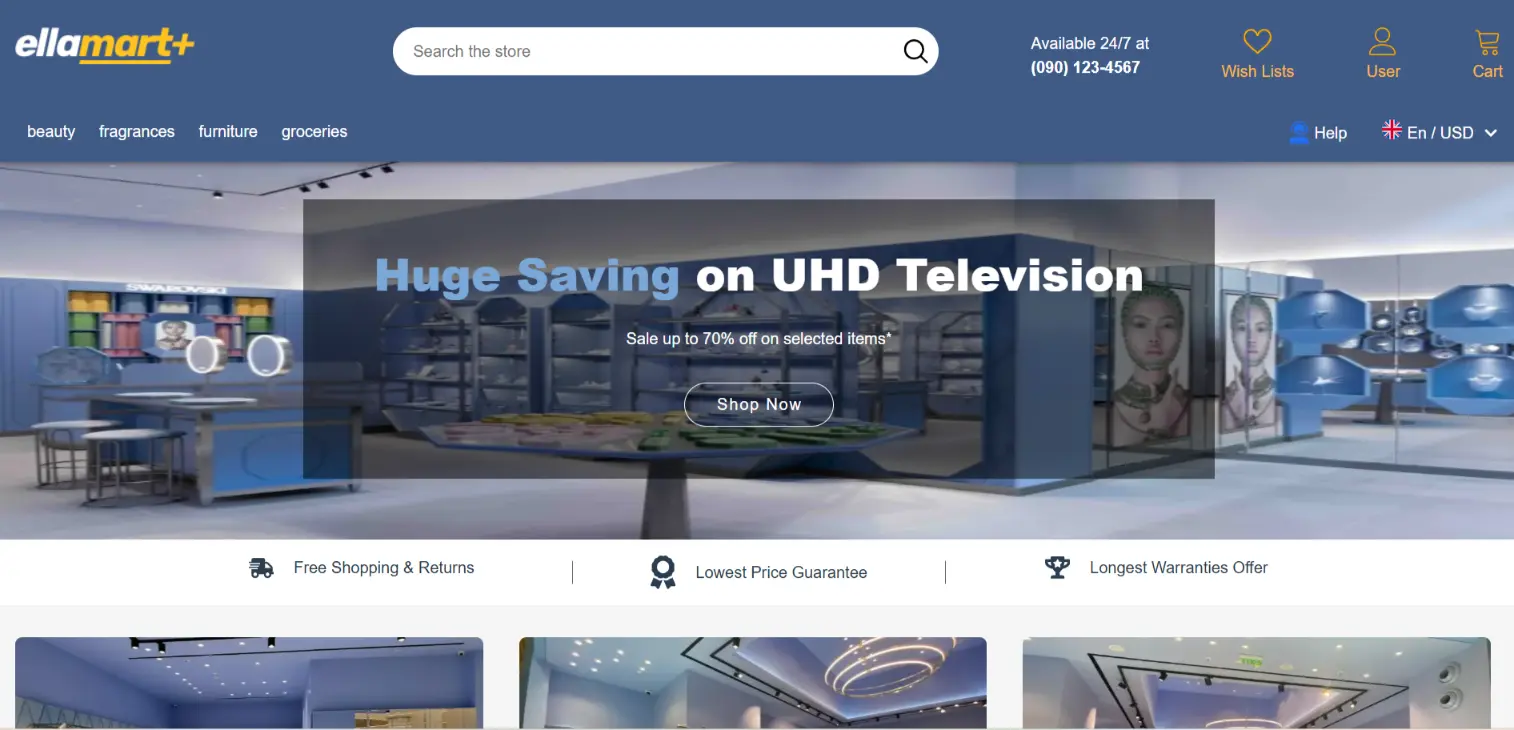 ellamart+
Search the store
Available 24/7 at
(090) 123-4567
Wish Lists
User
Cart
beauty fragrances furniture groceries
Help
En / USD
SWAROVSKI
Huge Saving on UHD Television
Sale up to 70% off on selected items*
Shop Now
Free Shopping & Returns
Lowest Price Guarantee
Longest Warranties Offer